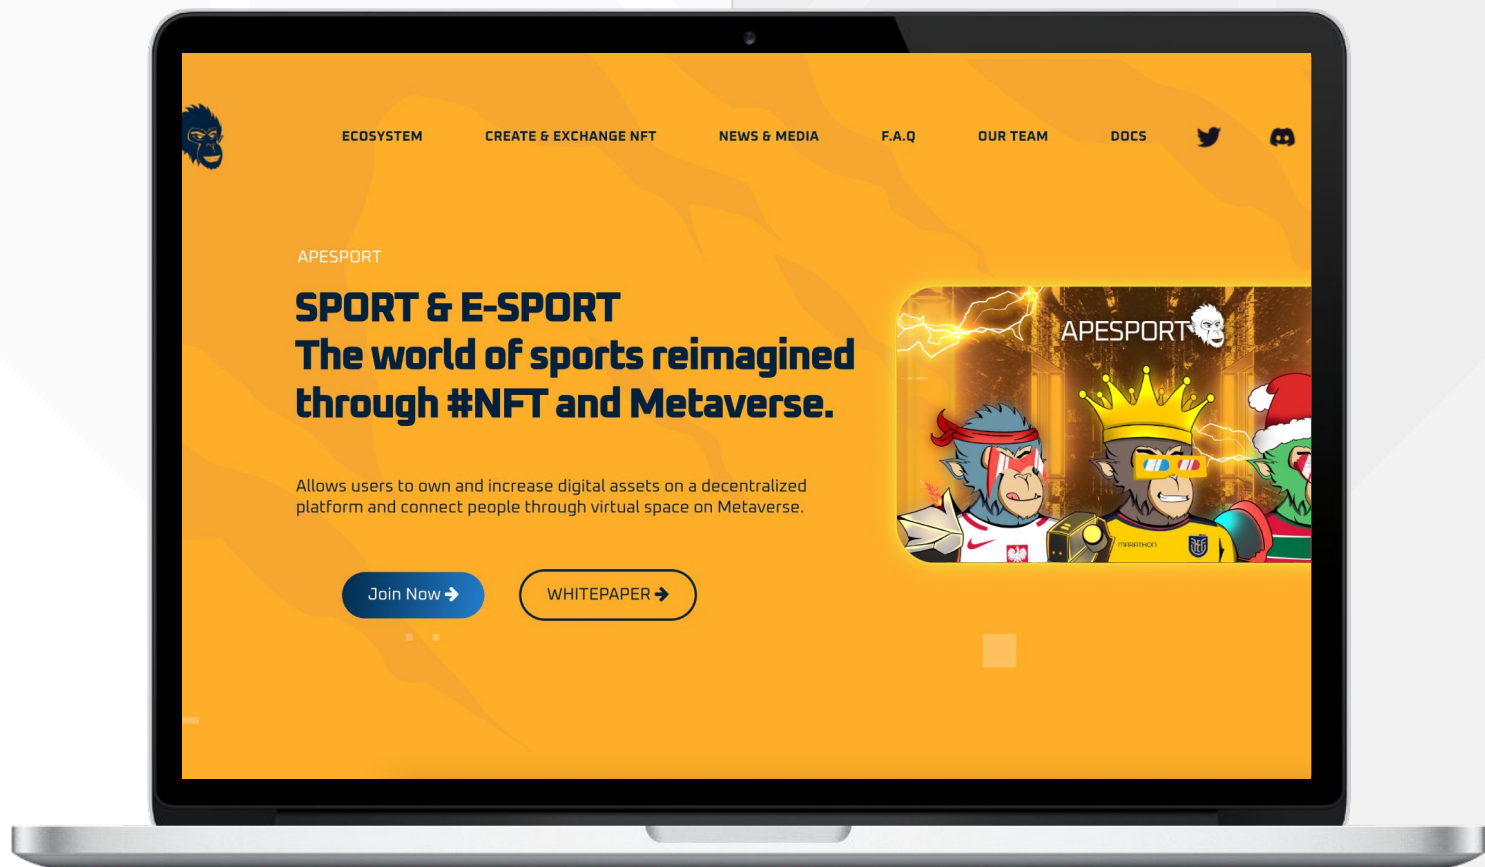 ECOSYSTEM
CREATE & EXCHANGE NFT
NEWS & MEDIA
F.A.Q
OUR TEAM
DOCS
APESPORT
SPORT & E-SPORT
The world of sports reimagined
through #NFT and Metaverse.
Allows users to own and increase digital assets on a decentralized
platform and connect people through virtual space on Metaverse.
Join Now
WHITEPAPER
APESPORT
MARATHON